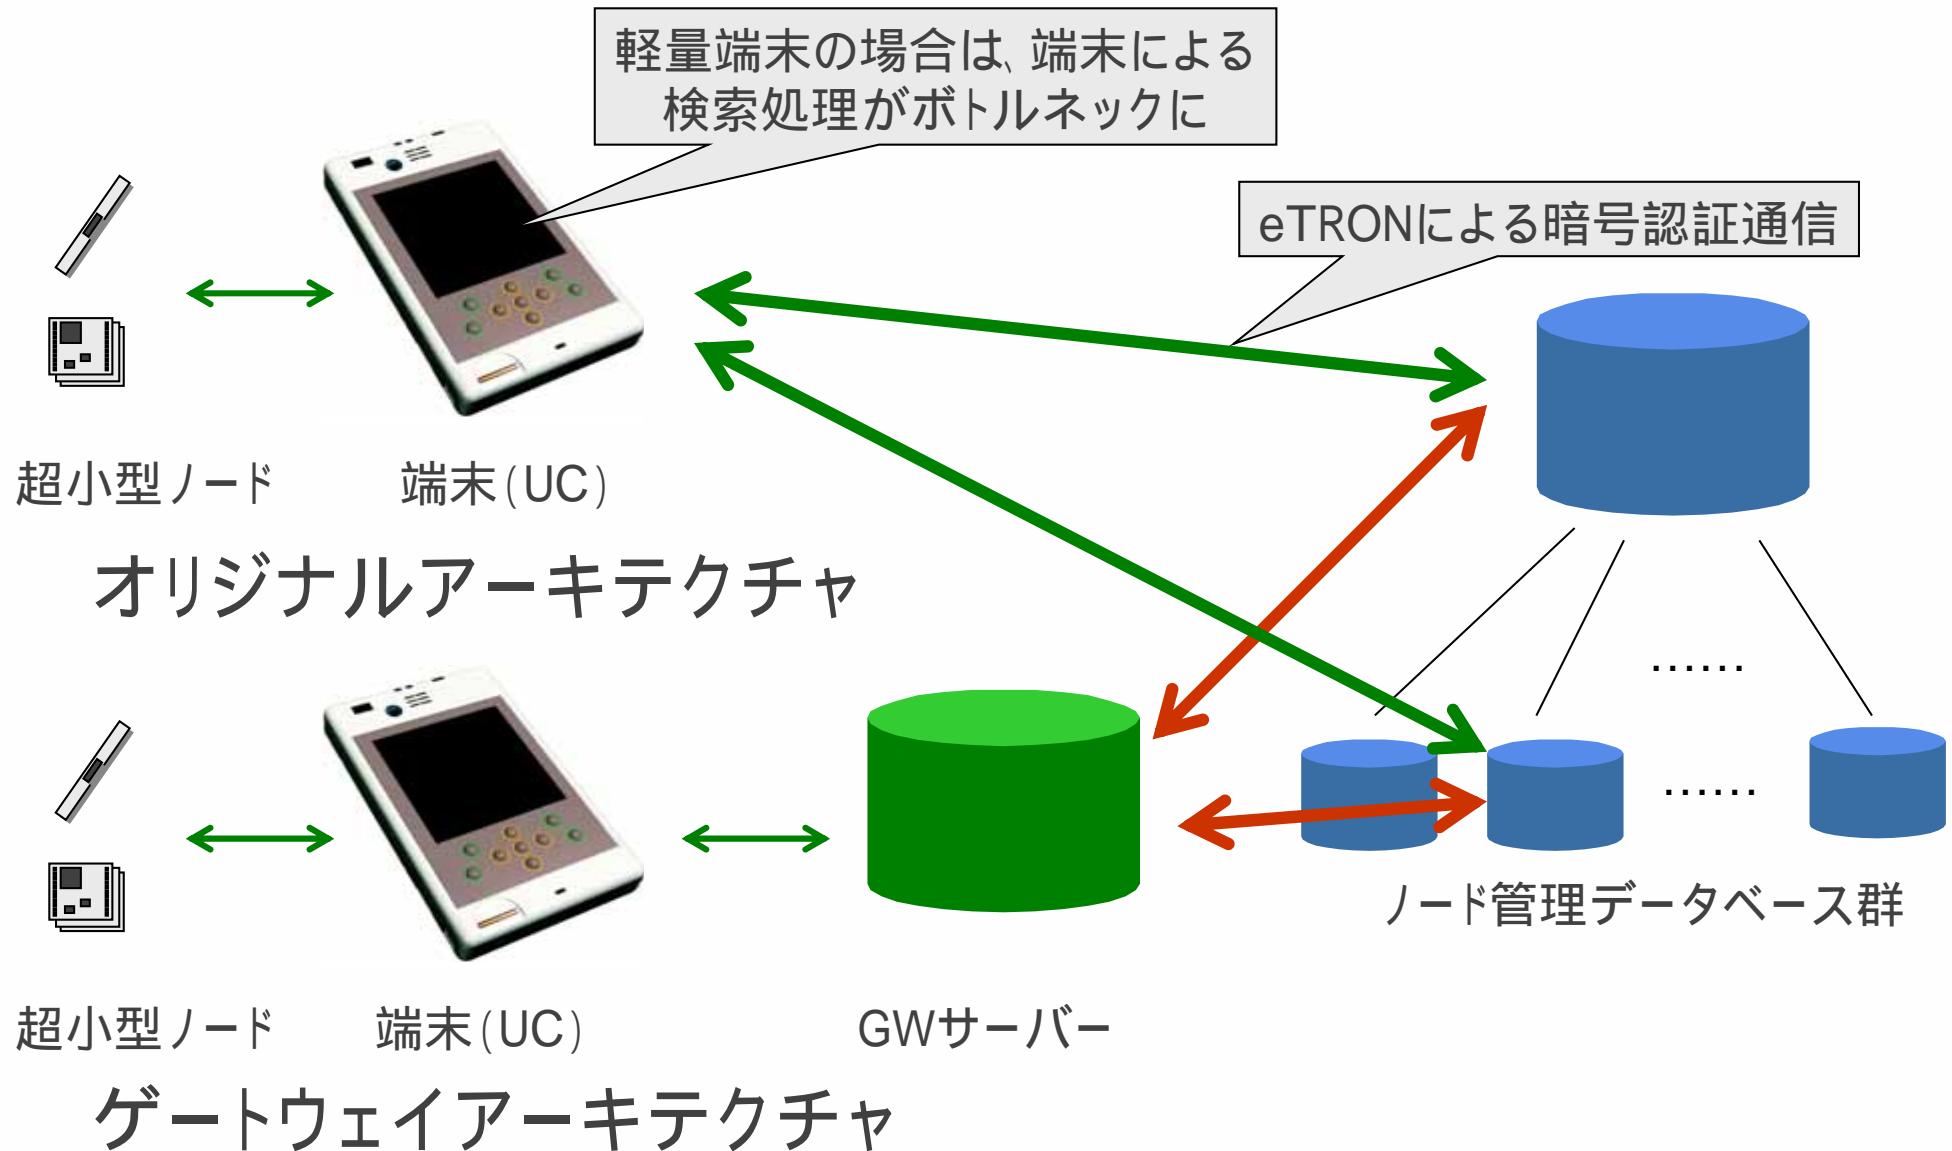 軽量端末の場合は、端末による
検索処理がボトルネックに
eTRONによる暗号認証通信
超小型ノード
端末(UC)
オリジナルアーキテクチャ
……
……
ノード管理データベース群
超小型ノード
端末(UC)
GWサーバー
ゲートウェイアーキテクチャ